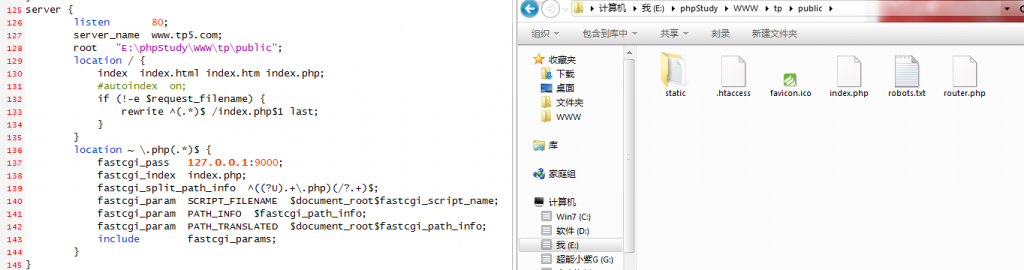 125 server {
126 listen 80;
127 server_name www.tp5.com;
128 root "E:\phpStudy\WWW\tp\public";
129 location / {
130 index index.html index.htm index.php;
131 #autoindex on;
132 if (!-e $request_filename) {
133 rewrite ^(.*)$ /index.php$1 last;
134 }
135 }
136 location ~ \.php(.*)$ {
137 fastcgi_pass 127.0.0.1:9000;
138 fastcgi_index index.php;
139 fastcgi_split_path_info ^((?U).+\.php)(/?.+)$;
140 fastcgi_param SCRIPT_FILENAME $document_root$fastcgi_script_name;
141 fastcgi_param PATH_INFO $fastcgi_path_info;
142 fastcgi_param PATH_TRANSLATED $document_root$fastcgi_path_info;
143 include fastcgi_params;
144 }
145 }
计算机 我 (E:) phpStudy WWW tp public
组织 包含到库中 共享 刻录 新建文件夹
收藏夹
下载
桌面
文件夹
WWW
库
家庭组
计算机
Win7 (C:)
软件 (D:)
我 (E:)
超能小紫G (G:)
static .htaccess favicon.ico index.php robots.txt router.php